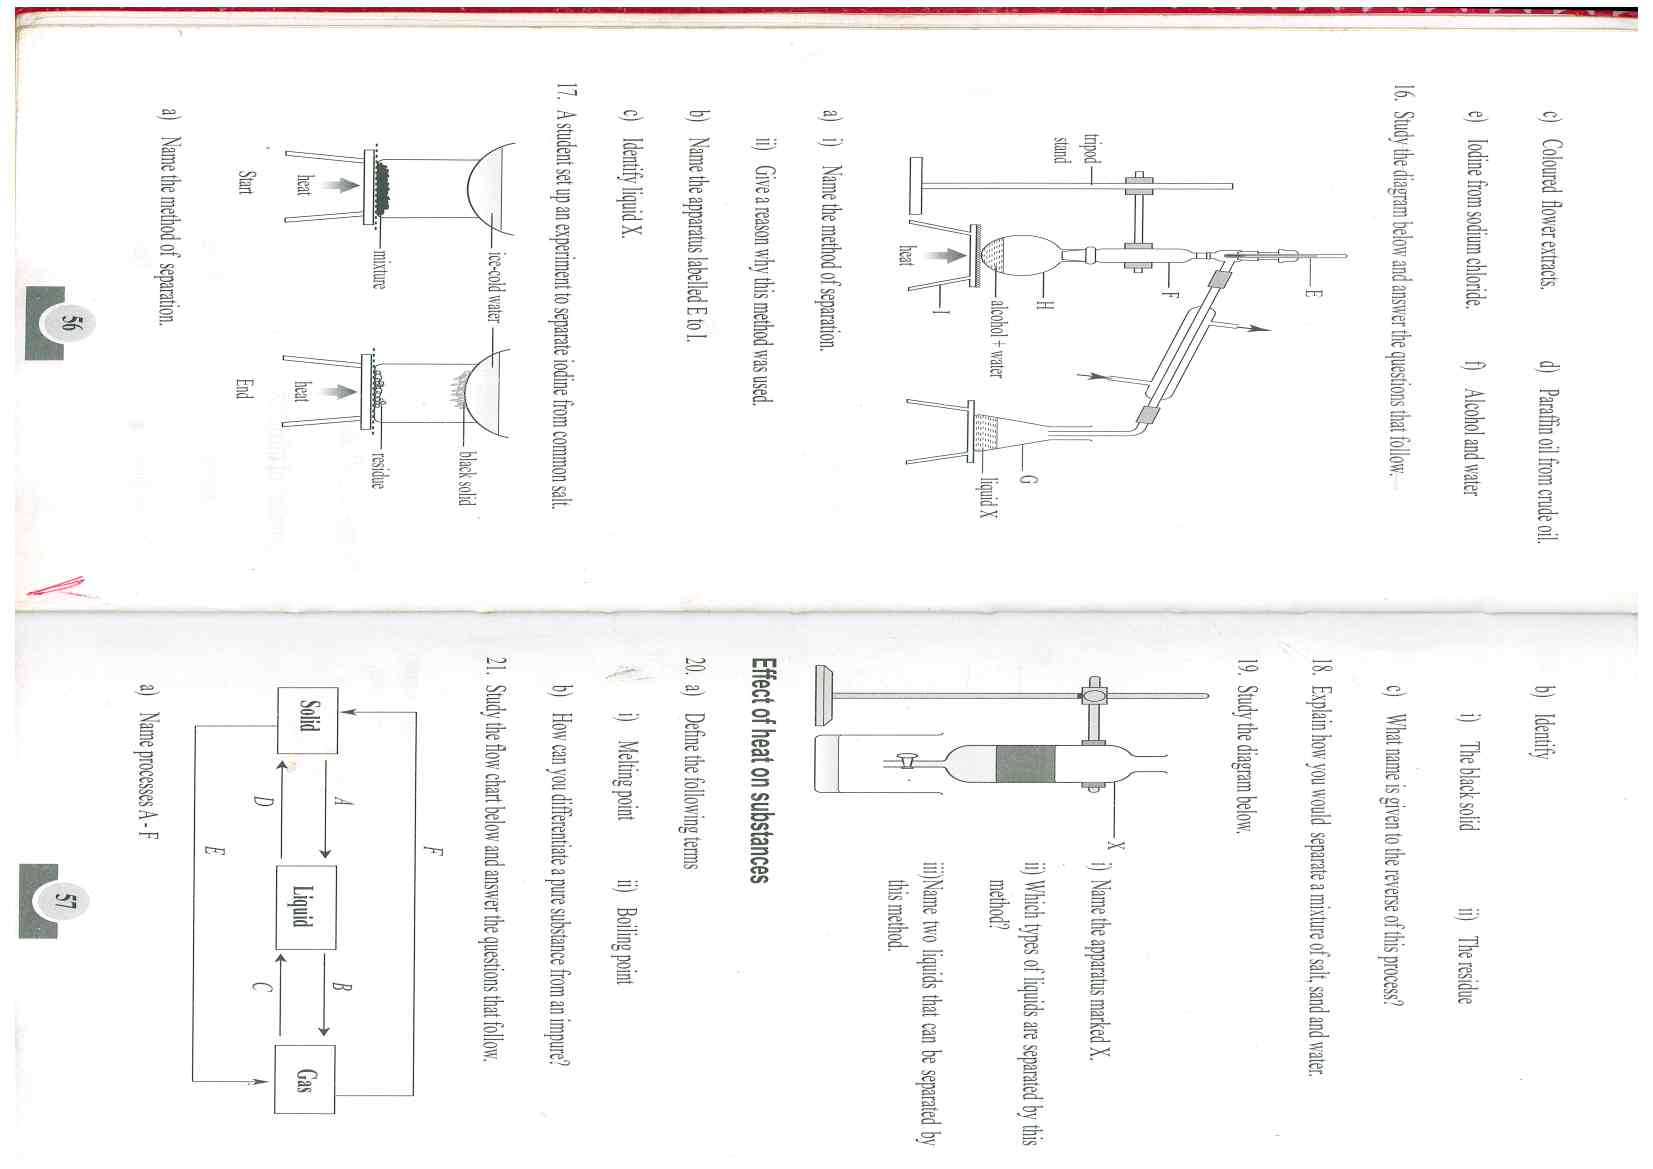 c) Coloured flower extracts. d) Paraffin oil from crude oil.
e) Iodine from sodium chloride. f) Alcohol and water
16. Study the diagram below and answer the questions that follow.
E
F
H
tripod
stand
alcohol + water
G
liquid X
I
heat
a) i) Name the method of separation.
ii) Give a reason why this method was used.
b) Name the apparatus labelled E to I.
c) Identify liquid X.
17. A student set up an experiment to separate iodine from common salt.
ice-cold water
black solid
mixture
residue
heat
heat
Start
End
a) Name the method of separation.
56
b) Identify
i) The black solid ii) The residue
c) What name is given to the reverse of this process?
18. Explain how you would separate a mixture of salt, sand and water.
19. Study the diagram below.
X
i) Name the apparatus marked X.
ii) Which types of liquids are separated by this
method?
iii)Name two liquids that can be separated by
this method.
Effect of heat on substances
20. a) Define the following terms
i) Melting point ii) Boiling point
b) How can you differentiate a pure substance from an impure?
21. Study the flow chart below and answer the questions that follow.
F
A
B
Solid
Liquid
Gas
D
C
E
a) Name processes A - F
57